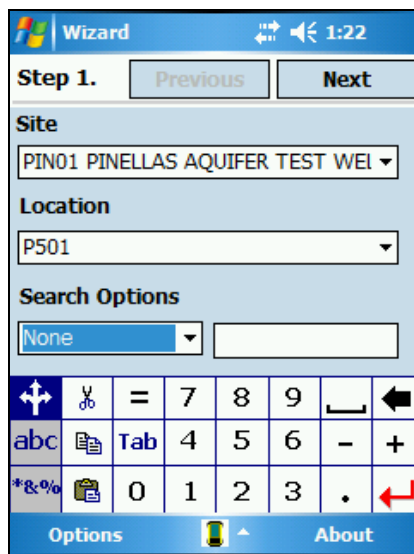 Wizard 1:22
Step 1. Previous Next
Site
PIN01 PINELLAS AQUIFER TEST WEL
Location
P501
Search Options
None
= 7 8 9
abc Tab 4 5 6 - +
*&% 0 1 2 3 .
Options About